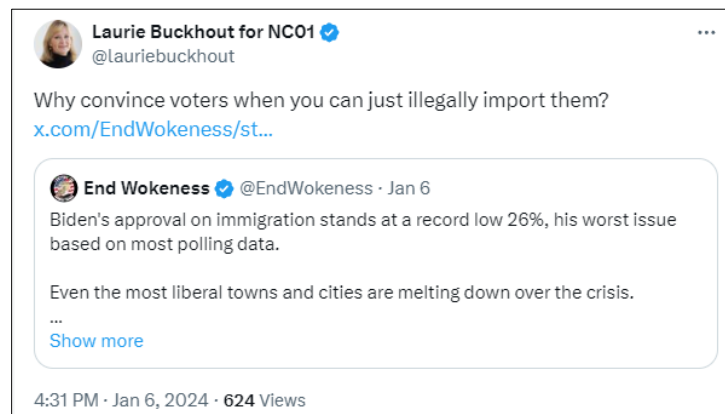 Laurie Buckhout for NC01
@lauriebuckhout
Why convince voters when you can just illegally import them?
x.com/EndWokeness/st...
End Wokeness @EndWokeness · Jan 6
Biden's approval on immigration stands at a record low 26%, his worst issue
based on most polling data.
Even the most liberal towns and cities are melting down over the crisis.
...
Show more
4:31 PM · Jan 6, 2024 · 624 Views